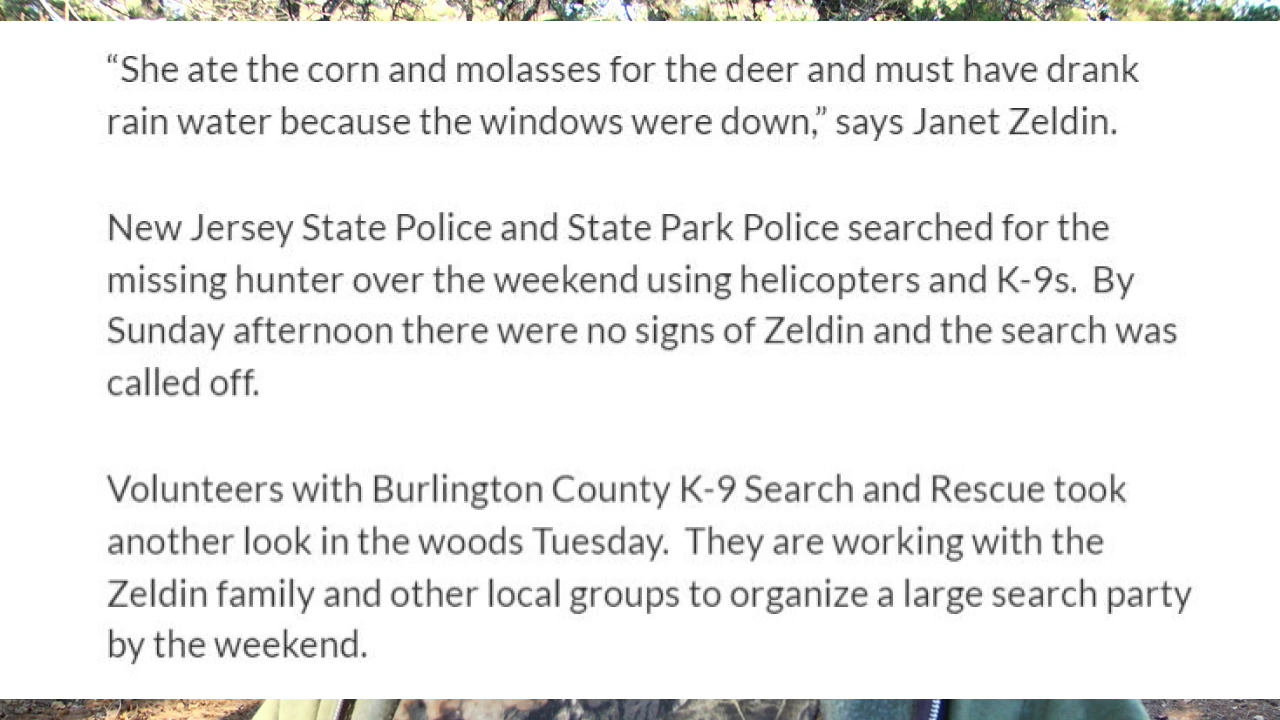 “She ate the corn and molasses for the deer and must have drank
rain water because the windows were down,” says Janet Zeldin.
New Jersey State Police and State Park Police searched for the
missing hunter over the weekend using helicopters and K-9s.  By
Sunday afternoon there were no signs of Zeldin and the search was
called off.
Volunteers with Burlington County K-9 Search and Rescue took
another look in the woods Tuesday.  They are working with the
Zeldin family and other local groups to organize a large search party
by the weekend.